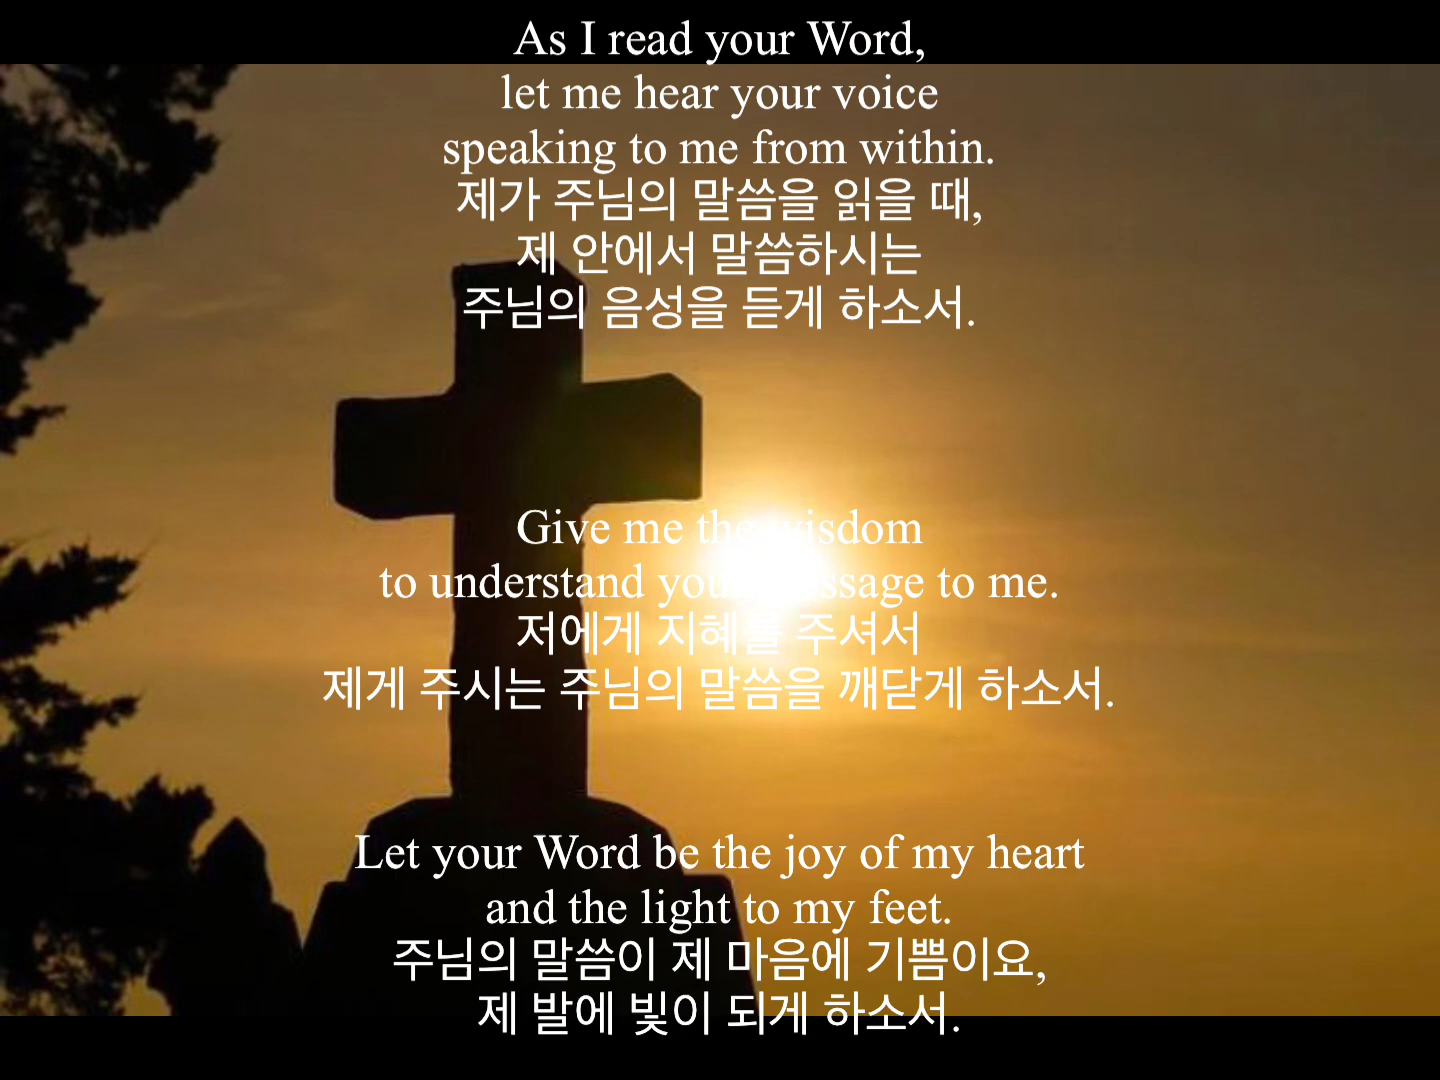 As I read your Word,
let me hear your voice
speaking to me from within.
제가 주님의 말씀을 읽을 때,
제 안에서 말씀하시는
주님의 음성을 듣게 하소서.
Give me the wisdom
to understand your message to me.
저에게 지혜를 주셔서
제게 주시는 주님의 말씀을 깨닫게 하소서.
Let your Word be the joy of my heart
and the light to my feet.
주님의 말씀이 제 마음에 기쁨이요,
제 발에 빛이 되게 하소서.